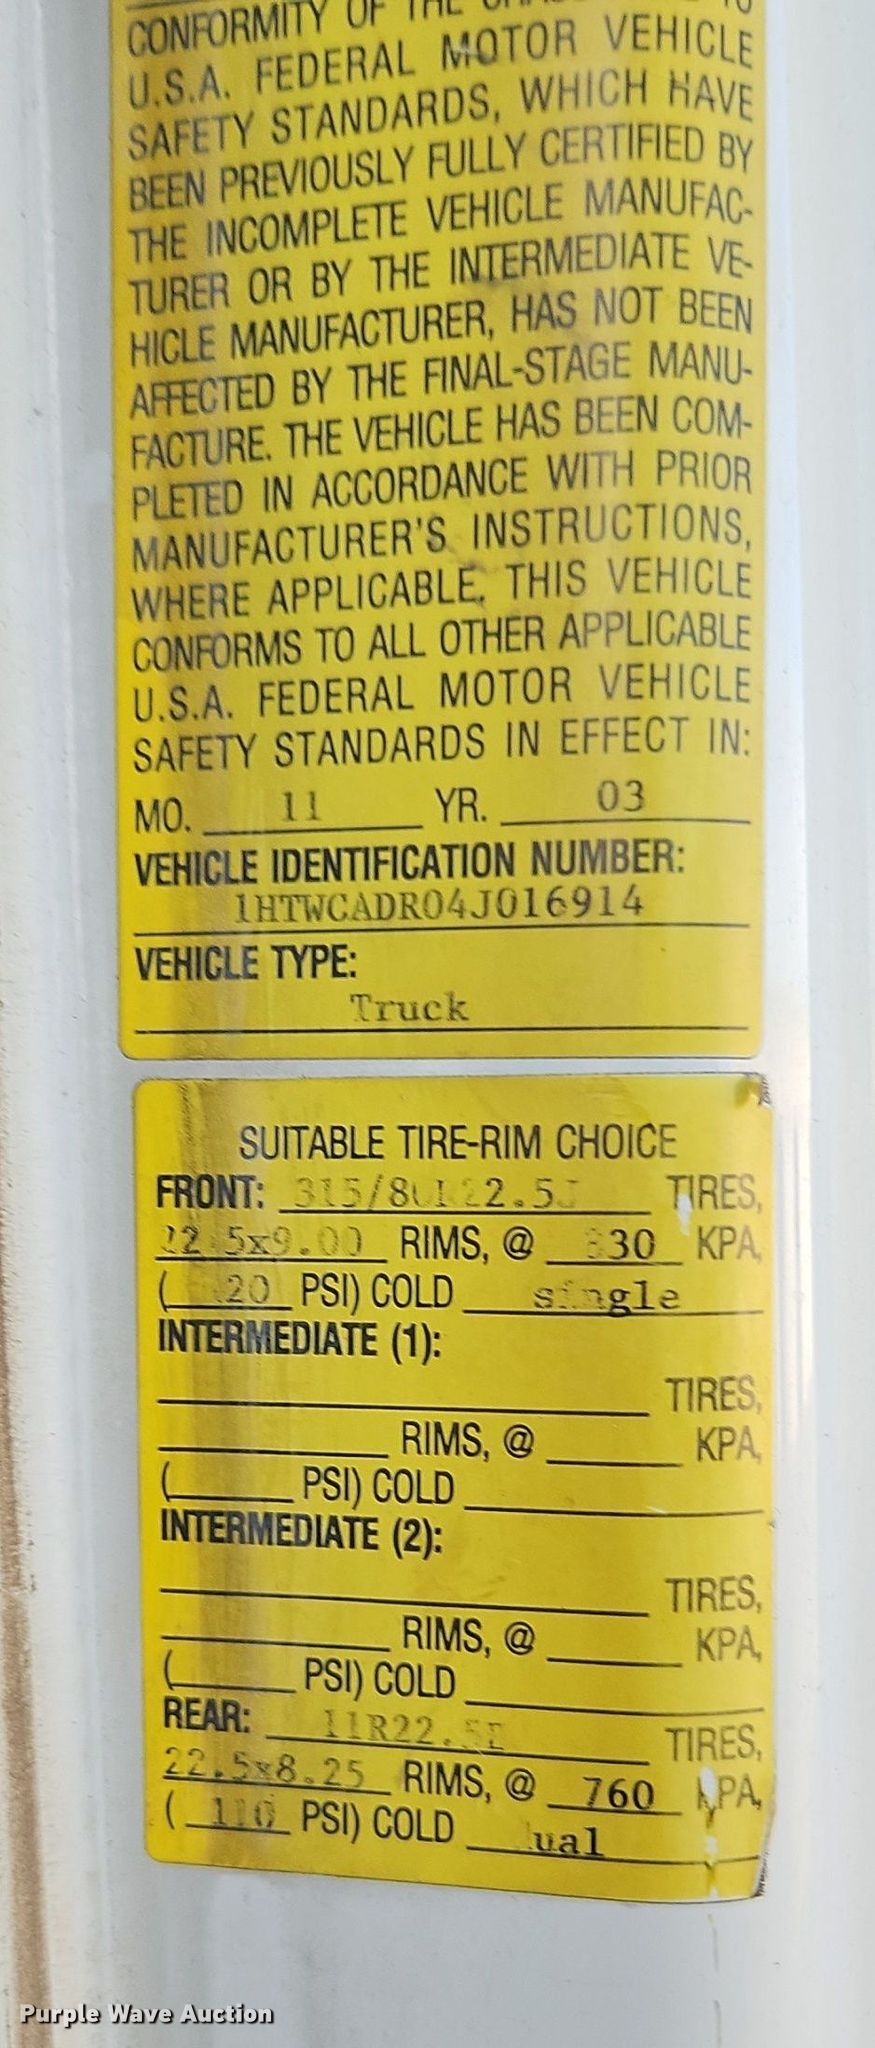 CONFORMITY OF THE TO
U.S.A. FEDERAL MOTOR VEHICLE
SAFETY STANDARDS, WHICH HAVE
BEEN PREVIOUSLY FULLY CERTIFIED BY
THE INCOMPLETE VEHICLE MANUFAC-
TURER OR BY THE INTERMEDIATE VE-
HICLE MANUFACTURER, HAS NOT BEEN
AFFECTED BY THE FINAL-STAGE MANU-
FACTURE. THE VEHICLE HAS BEEN COM-
PLETED IN ACCORDANCE WITH PRIOR
MANUFACTURER'S INSTRUCTIONS,
WHERE APPLICABLE. THIS VEHICLE
CONFORMS TO ALL OTHER APPLICABLE
U.S.A. FEDERAL MOTOR VEHICLE
SAFETY STANDARDS IN EFFECT IN:
MO. 11 YR. 03
VEHICLE IDENTIFICATION NUMBER:
1HTWCADR04J016914
VEHICLE TYPE:
Truck
SUITABLE TIRE-RIM CHOICE
FRONT: TIRES,
RIMS, @ KPA,
( PSI) COLD single
INTERMEDIATE (1):
TIRES,
RIMS, @ KPA,
( PSI) COLD
INTERMEDIATE (2):
TIRES,
RIMS, @ KPA,
( PSI) COLD
REAR: TIRES,
22.5x8.25 RIMS, @ 760 KPA,
( 110 PSI) COLD
Purple Wave Auction